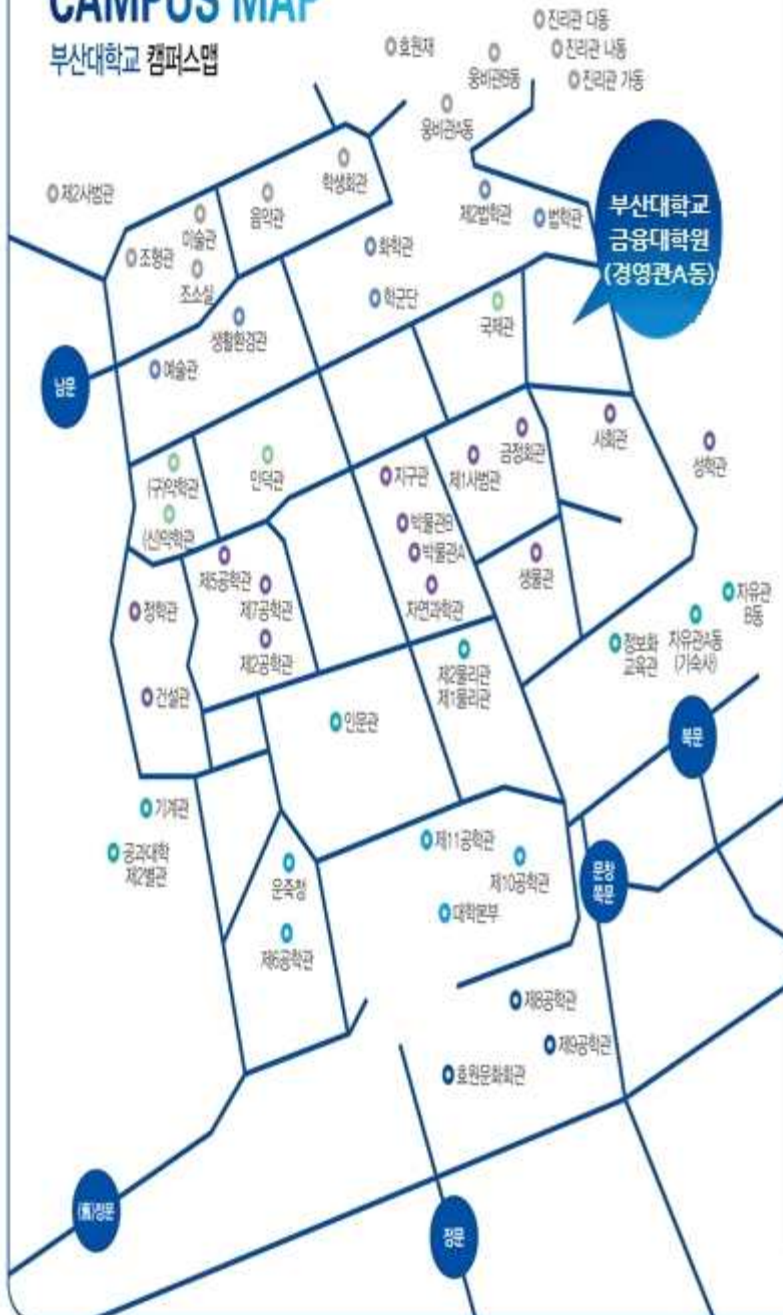 CAMPUS MAP
부산대학교 캠퍼스맵
진리관 다동
진리관 나동
진리관 가동
효원재
웅비관B동
웅비관A동
제2사범관
학생회관
음악관
미술관
조형관
조소실
제2법학관
법학관
부산대학교
금융대학원
(경영관A동)
화학관
학군단
국제관
생활환경관
예술관
남문
(구)약학관
(신)약학관
인덕관
지구관
제1사범관
금정회관
사회관
성학관
박물관B
박물관A
자연과학관
생물관
제5공학관
제7공학관
제2공학관
정학관
건설관
제2물리관
제1물리관
정보화
교육관
자유관A동
(기숙사)
자유관
B동
인문관
북문
기계관
공과대학
제2별관
운죽정
제6공학관
제11공학관
제10공학관
대학본부
문창
쪽문
제8공학관
제9공학관
효원문화회관
(舊)정문
정문